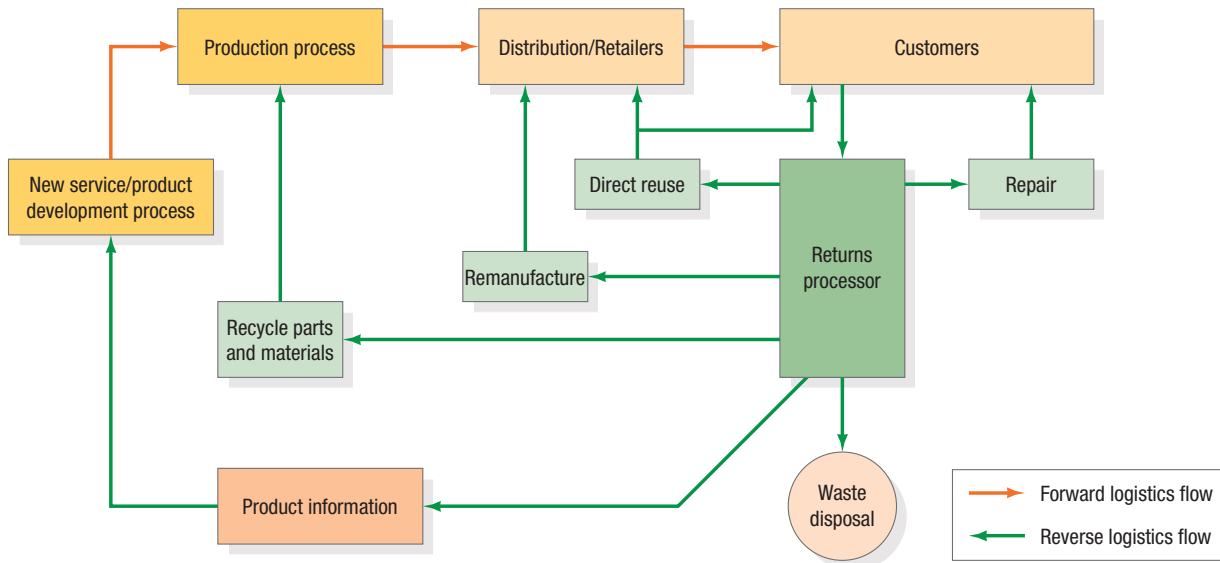 Production process
Distribution/Retailers
Customers
New service/product
development process
Direct reuse
Repair
Returns
processor
Remanufacture
Recycle parts
and materials
Product information
Waste
disposal
Forward logistics flow
Reverse logistics flow